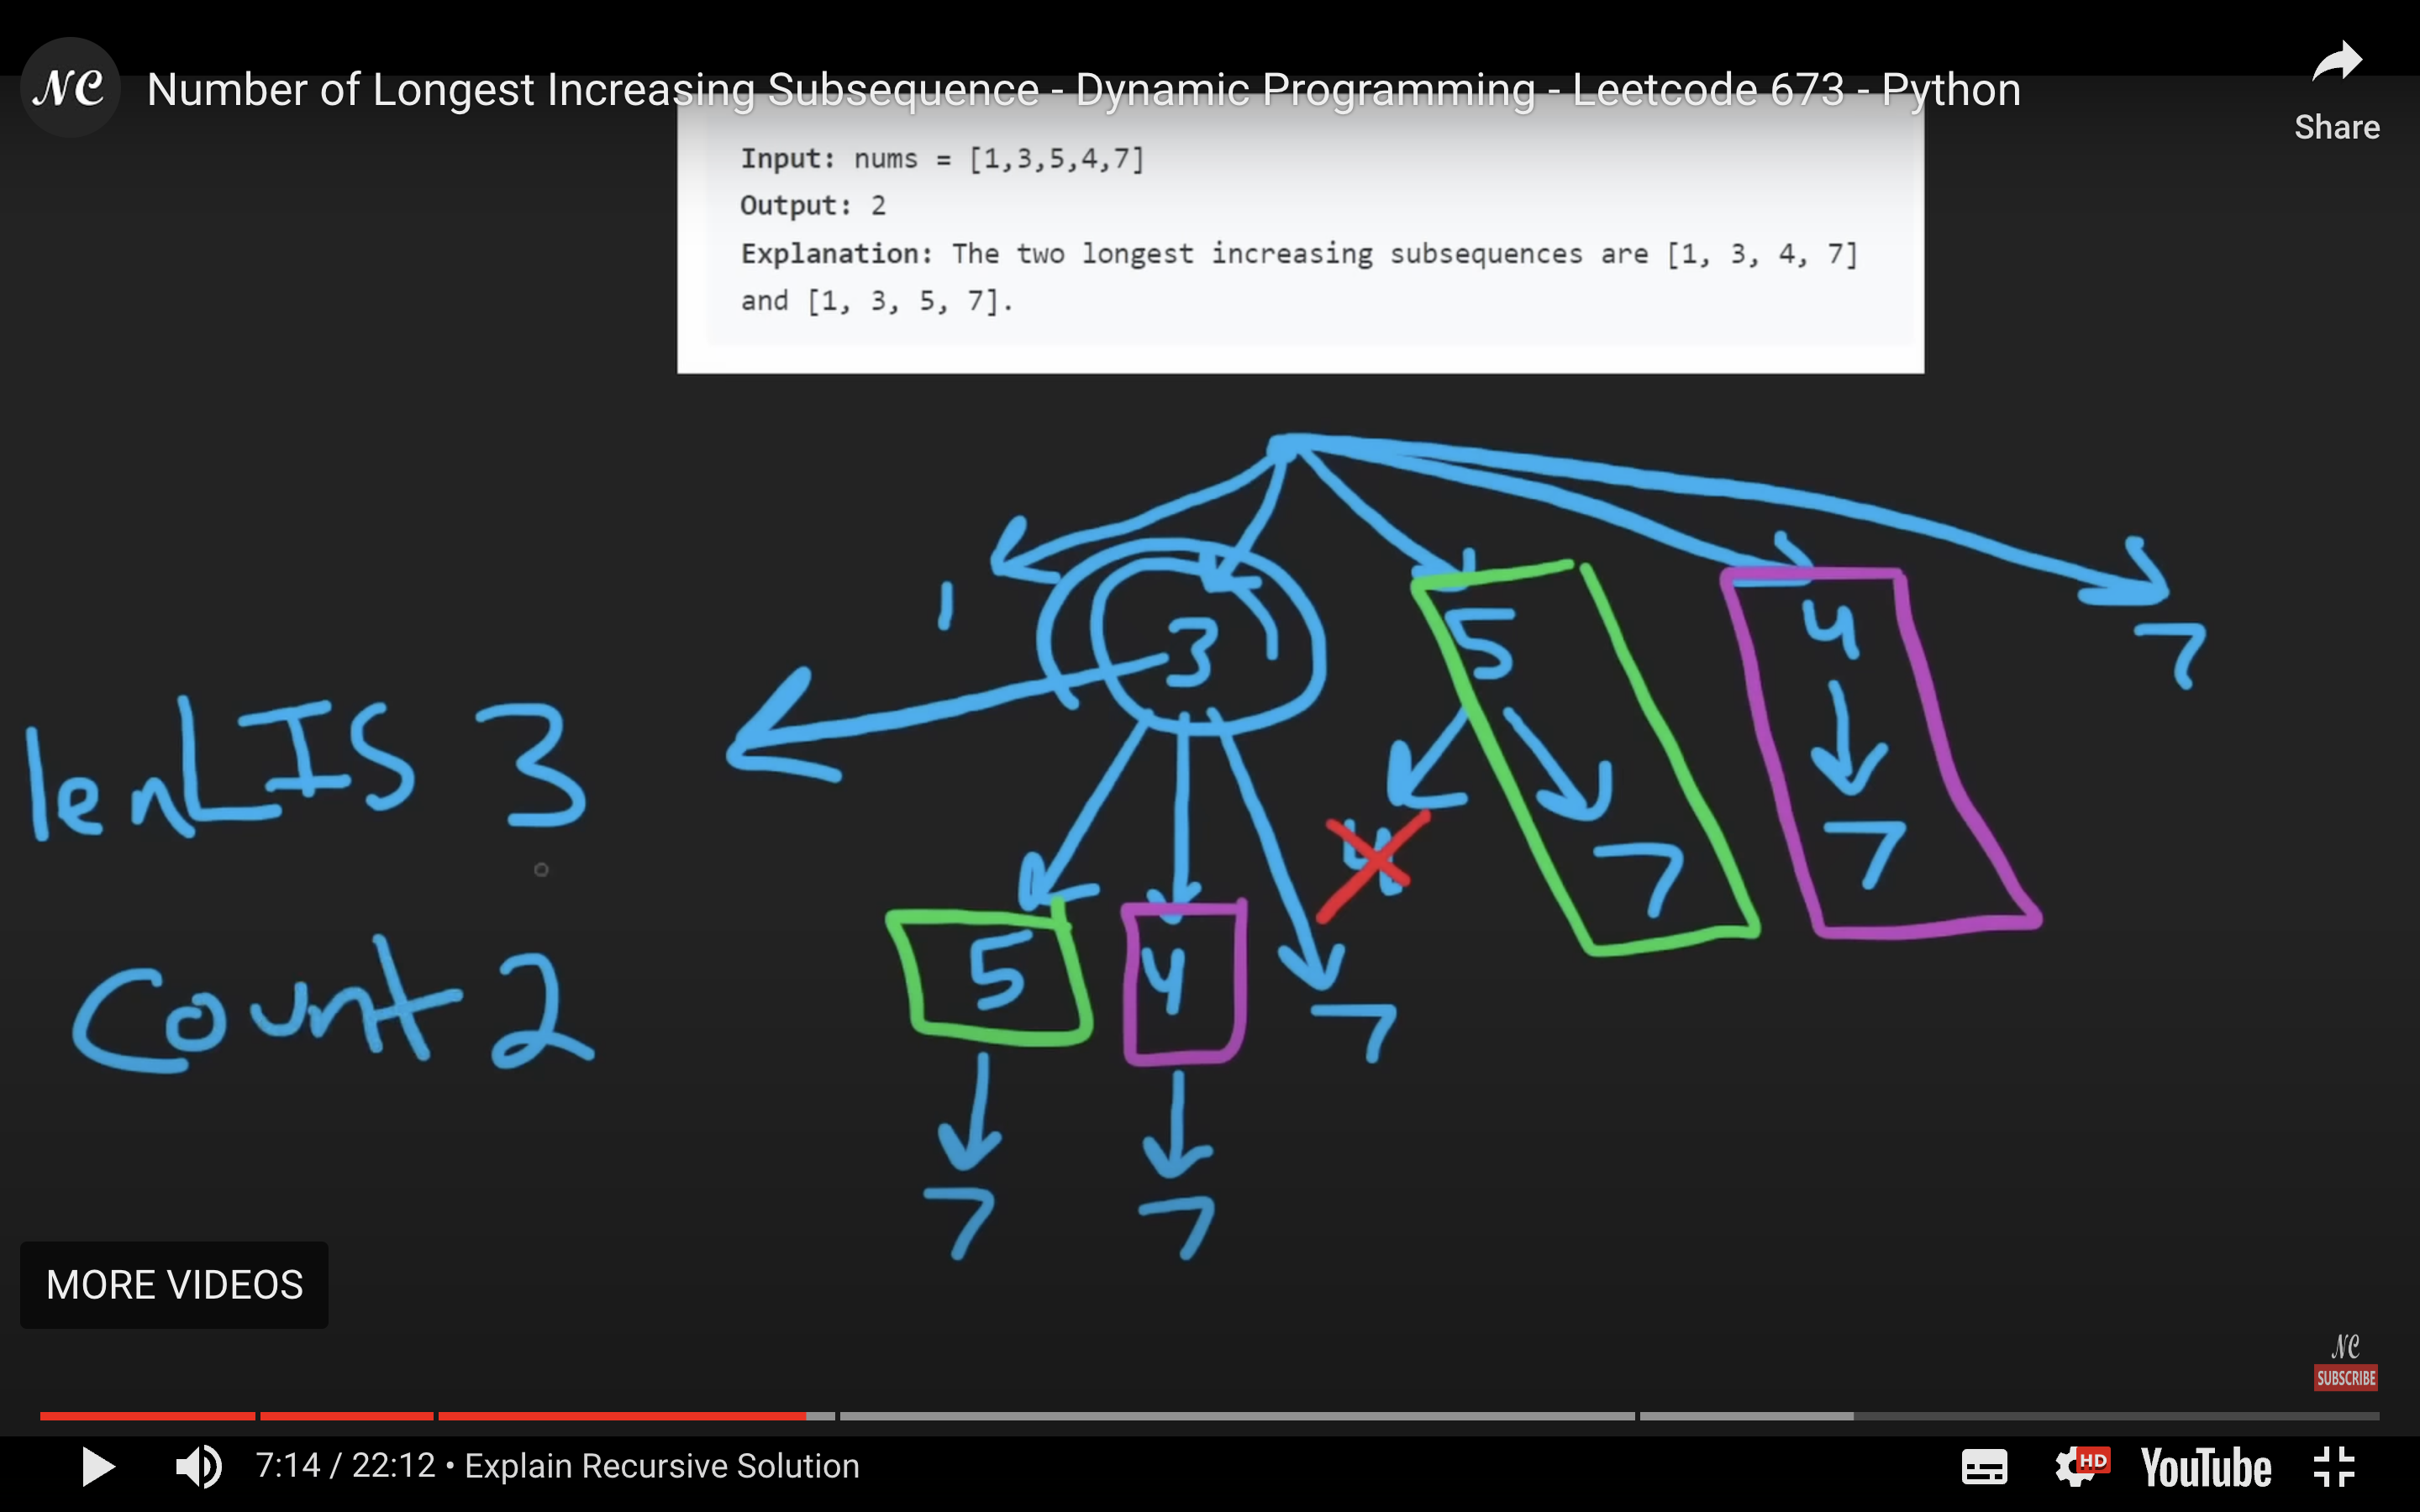 NC Number of Longest Increasing Subsequence - Dynamic Programming - Leetcode 673 - Python
Share
Input: nums = [1,3,5,4,7]
Output: 2
Explanation: The two longest increasing subsequences are [1, 3, 4, 7]
and [1, 3, 5, 7].
1 3 5 4 7
lenLIS 3
4 7 7
Count 2
5 4 7
7 7
MORE VIDEOS
NC
SUBSCRIBE
7:14 / 22:12 • Explain Recursive Solution
HD
YouTube